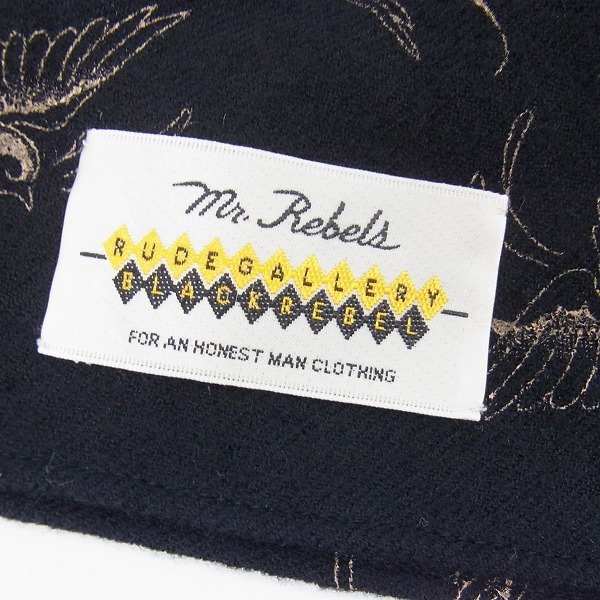 Mr. Rebels
RUDEGALLERY
BLACKREBEL
FOR AN HONEST MAN CLOTHING